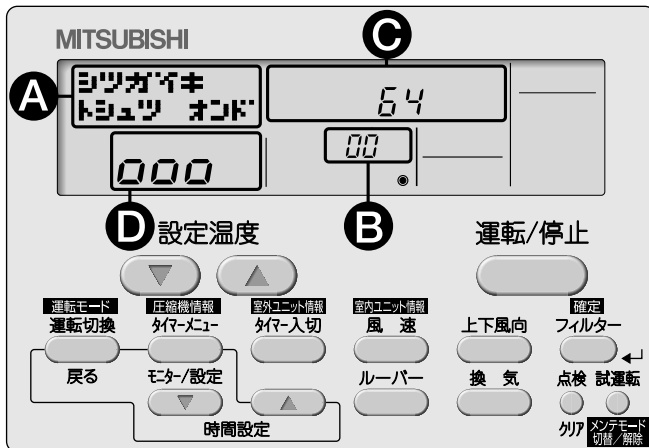 MITSUBISHI
C
A
シツガイキ
トシュツ オンド
64
00
000
D
B
設定温度
運転/停止
運転モード
圧縮機情報
室外ユニット情報
室内ユニット情報
確定
運転切換
タイマーメニュー
タイマー入切
風 速
上下風向
フィルター
戻る
モニター/設定
ルーバー
換 気
点検
試運転
時間設定
クリア
メンテモード
切替/解除